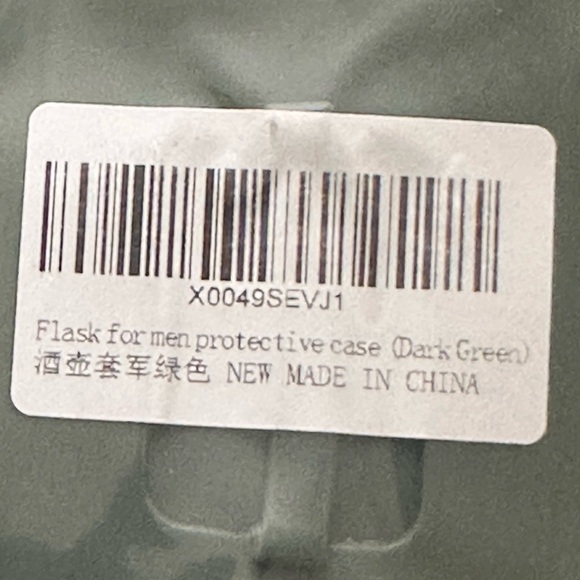 X0049SEVJ1
Flask for men protective case (Dark Green)
酒壶套军绿色 NEW MADE IN CHINA